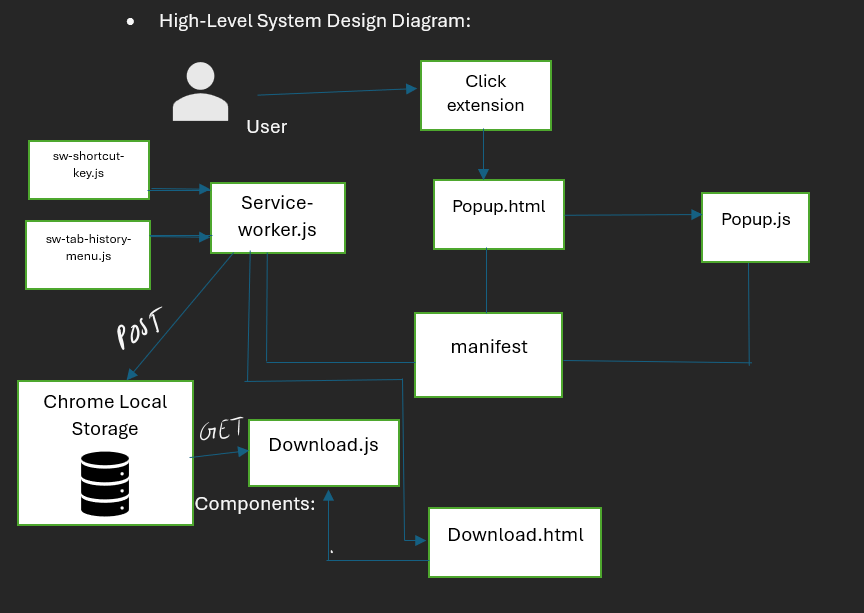 • High-Level System Design Diagram:
Click
extension
User
sw-shortcut-
key.js
Service-
worker.js
Popup.html
Popup.js
sw-tab-history-
menu.js
POST
manifest
Chrome Local
Storage
GET
Download.js
Components:
Download.html